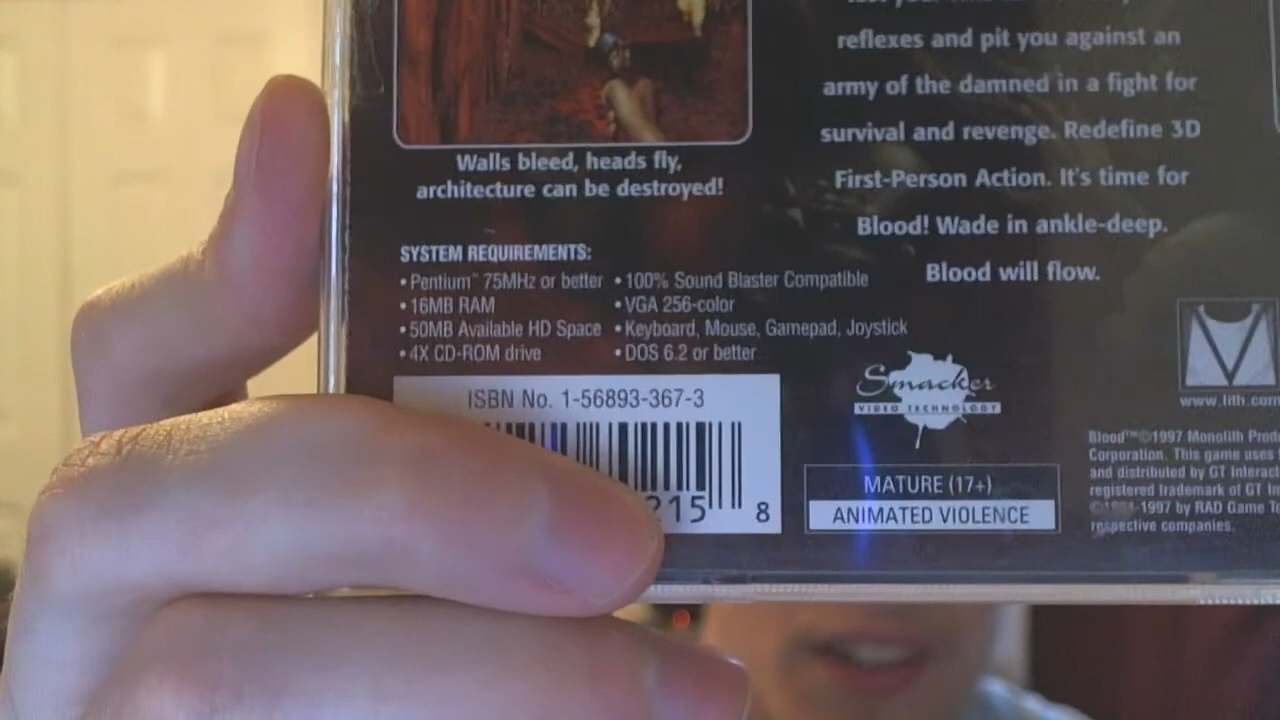 reflexes and pit you against an
army of the damned in a fight for
survival and revenge. Redefine 3D
First-Person Action. It's time for
Blood! Wade in ankle-deep.
Blood will flow.
Walls bleed, heads fly,
architecture can be destroyed!
SYSTEM REQUIREMENTS:
• Pentium™ 75MHz or better • 100% Sound Blaster Compatible
• 16MB RAM • VGA 256-color
• 50MB Available HD Space • Keyboard, Mouse, Gamepad, Joystick
• 4X CD-ROM drive • DOS 6.2 or better
ISBN No. 1-56893-367-3
215 8
Smacker
VIDEO TECHNOLOGY
MATURE (17+)
ANIMATED VIOLENCE
www.lith.com
Blood™©1997 Monolith Prod
Corporation. This game uses
and distributed by GT Interact
registered trademark of GT In
-1997 by RAD Game To
respective companies.